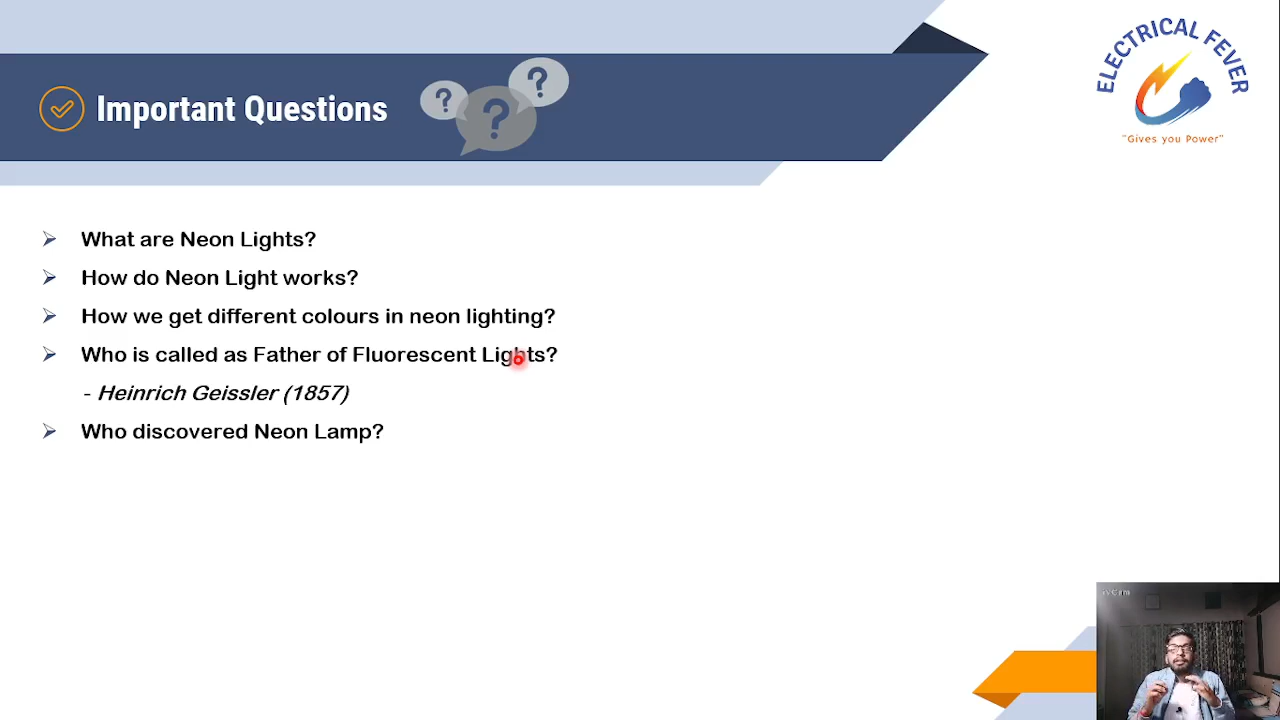 Important Questions
? ? ?
ELECTRICAL FEVER
"Gives you Power"
What are Neon Lights?
How do Neon Light works?
How we get different colours in neon lighting?
Who is called as Father of Fluorescent Lights?
- Heinrich Geissler (1857)
Who discovered Neon Lamp?